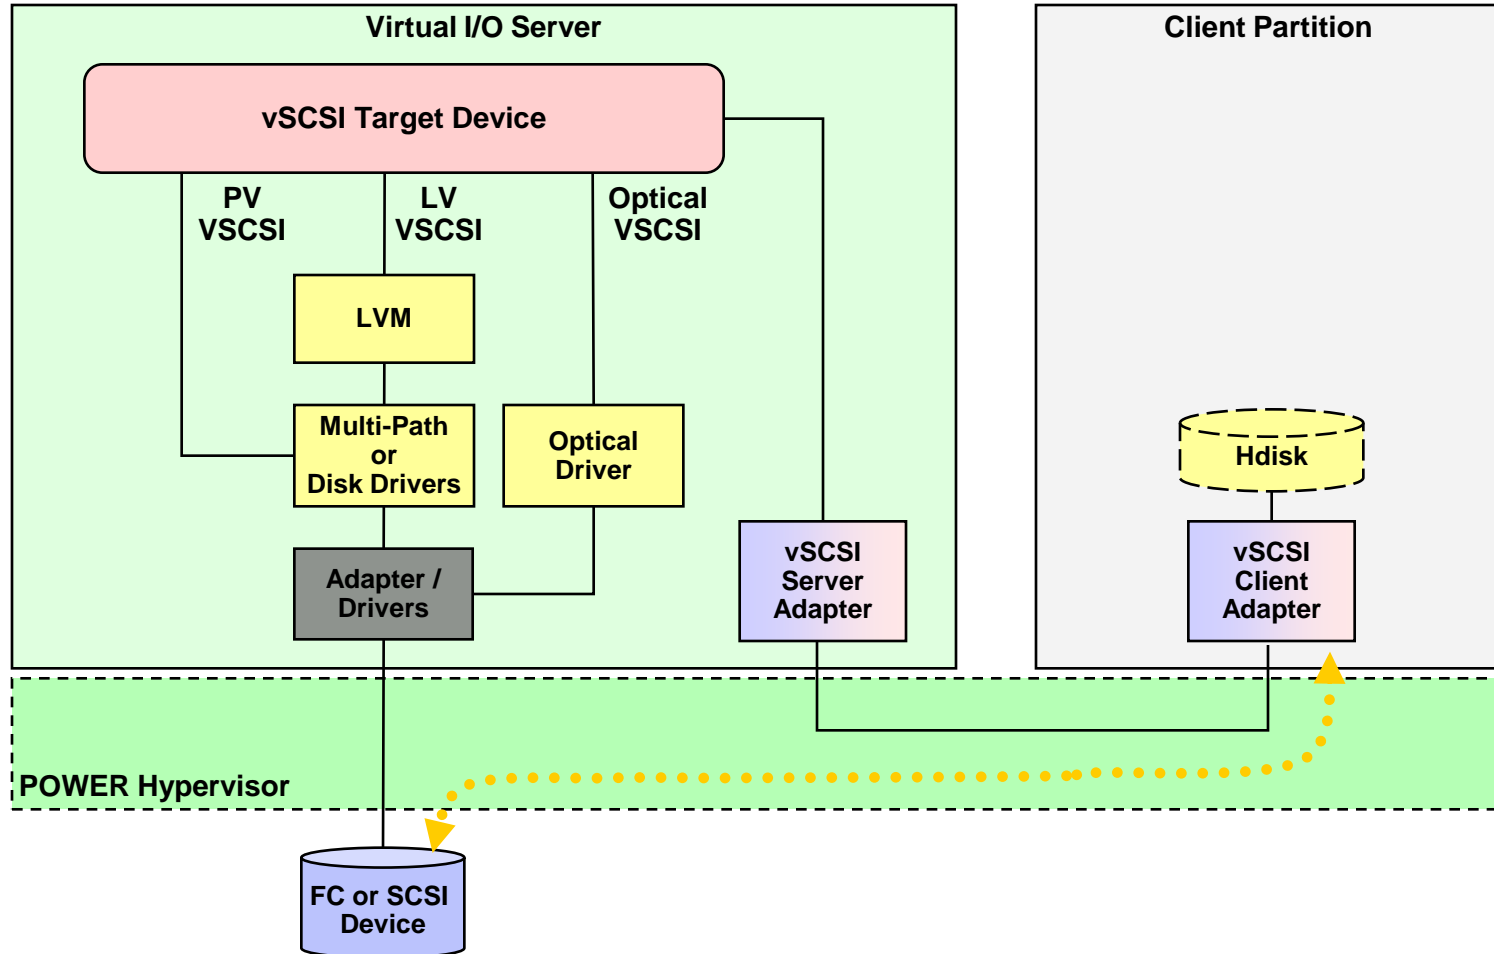 Virtual I/O Server
Client Partition
vSCSI Target Device
PV
VSCSI
LV
VSCSI
Optical
VSCSI
LVM
Multi-Path
or
Disk Drivers
Optical
Driver
Hdisk
Adapter /
Drivers
vSCSI
Server
Adapter
vSCSI
Client
Adapter
POWER Hypervisor
FC or SCSI
Device